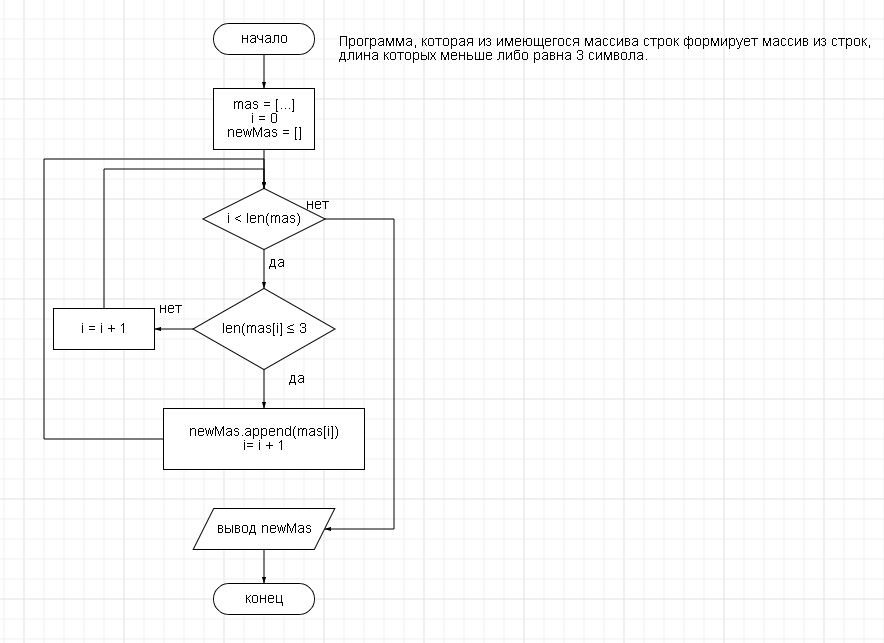 начало
Программа, которая из имеющегося массива строк формирует массив из строк,
длина которых меньше либо равна 3 символа.
mas = [...]
i = 0
newMas = []
нет
i < len(mas)
да
нет
i = i + 1
len(mas[i] ≤ 3
да
newMas.append(mas[i])
i= i + 1
вывод newMas
конец